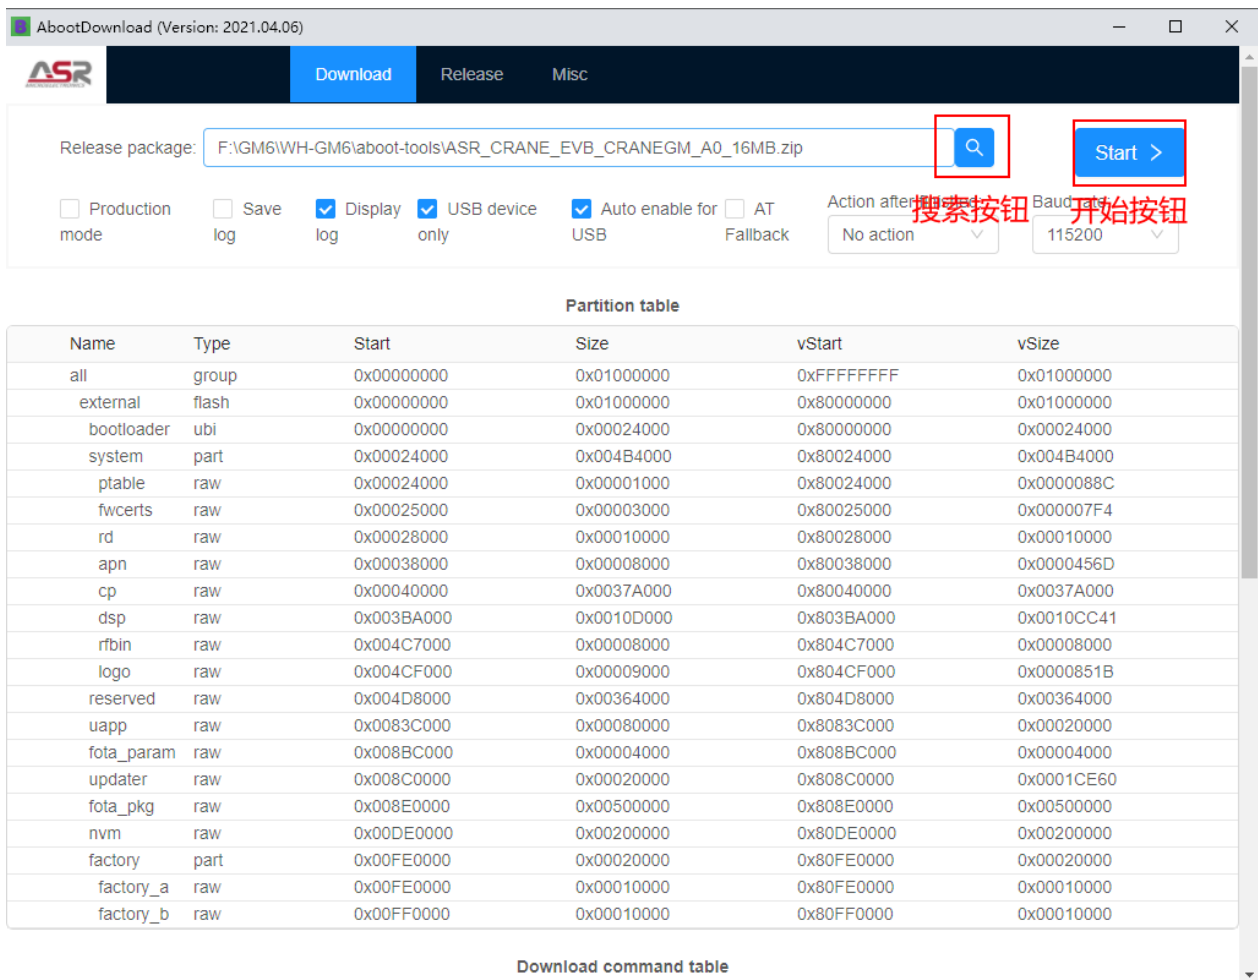 AbootDownload (Version: 2021.04.06)
ASR Download Release Misc
Release package: F:\GM6\WH-GM6\aboot-tools\ASR_CRANE_EVB_CRANEGM_A0_16MB.zip Start >
Production mode
Save log
Display log
USB device only
Auto enable for USB
AT Fallback
Action after
搜索按钮
Baud rate
开始按钮
No action
115200
Partition table
Name Type Start Size vStart vSize
all group 0x00000000 0x01000000 0xFFFFFFFF 0x01000000
external flash 0x00000000 0x01000000 0x80000000 0x01000000
bootloader ubi 0x00000000 0x00024000 0x80000000 0x00024000
system part 0x00024000 0x004B4000 0x80024000 0x004B4000
ptable raw 0x00024000 0x00001000 0x80024000 0x0000088C
fwcerts raw 0x00025000 0x00003000 0x80025000 0x000007F4
rd raw 0x00028000 0x00010000 0x80028000 0x00010000
apn raw 0x00038000 0x00008000 0x80038000 0x0000456D
cp raw 0x00040000 0x0037A000 0x80040000 0x0037A000
dsp raw 0x003BA000 0x0010D000 0x803BA000 0x0010CC41
rfbin raw 0x004C7000 0x00008000 0x804C7000 0x00008000
logo raw 0x004CF000 0x00009000 0x804CF000 0x0000851B
reserved raw 0x004D8000 0x00364000 0x804D8000 0x00364000
uapp raw 0x0083C000 0x00080000 0x8083C000 0x00020000
fota_param raw 0x008BC000 0x00004000 0x808BC000 0x00004000
updater raw 0x008C0000 0x00020000 0x808C0000 0x0001CE60
fota_pkg raw 0x008E0000 0x00500000 0x808E0000 0x00500000
nvm raw 0x00DE0000 0x00200000 0x80DE0000 0x00200000
factory part 0x00FE0000 0x00020000 0x80FE0000 0x00020000
factory_a raw 0x00FE0000 0x00010000 0x80FE0000 0x00010000
factory_b raw 0x00FF0000 0x00010000 0x80FF0000 0x00010000
Download command table